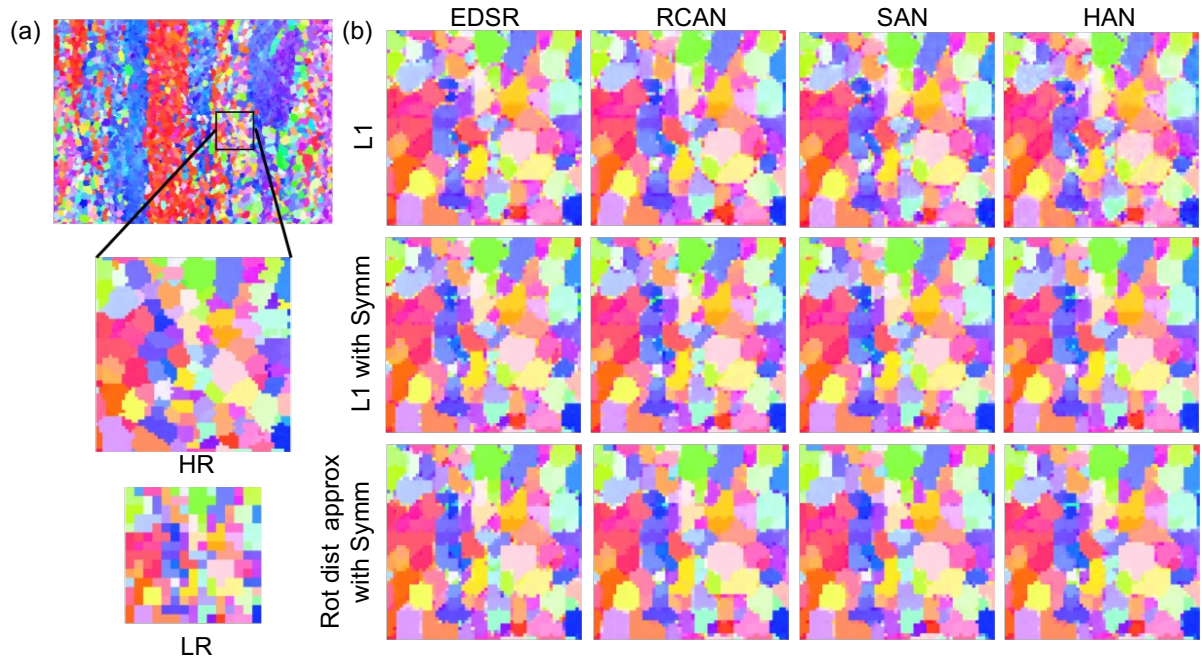 (a)
HR
LR
(b)
EDSR RCAN SAN HAN
L1
L1 with Symm
Rot dist approx
with Symm